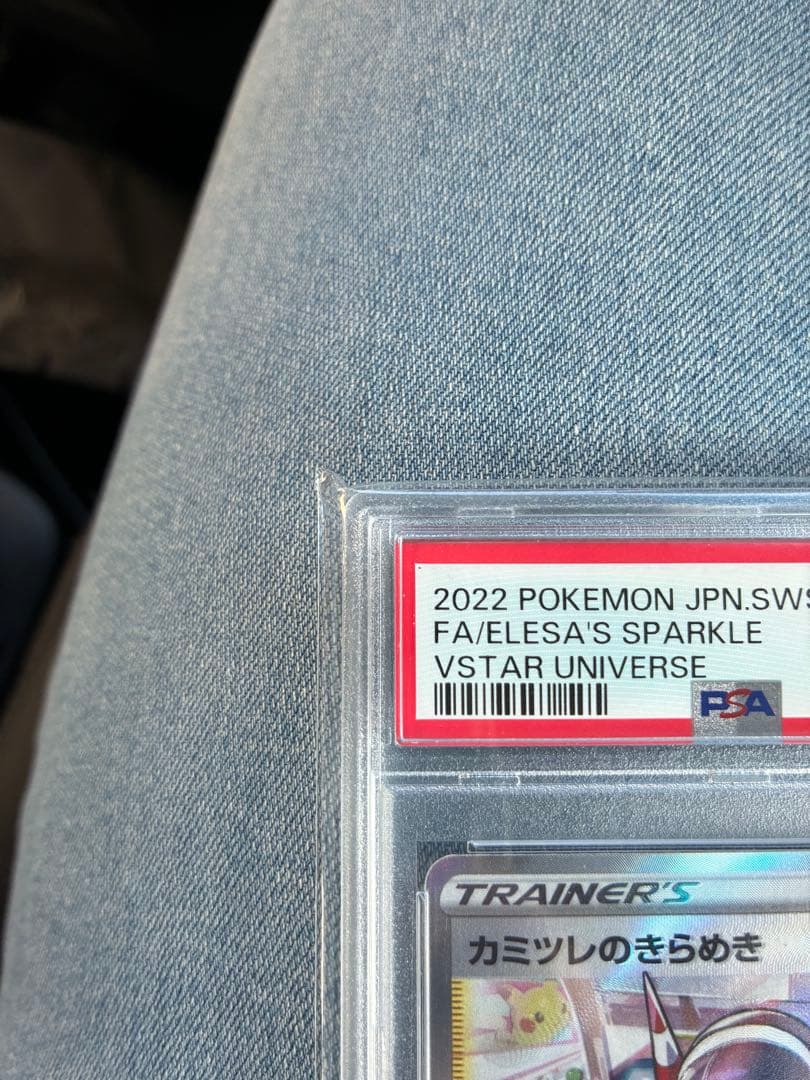 2022 POKEMON JPN.SWS
FA/ELESA'S SPARKLE
VSTAR UNIVERSE
PSA
TRAINER'S
カミツレのきらめき